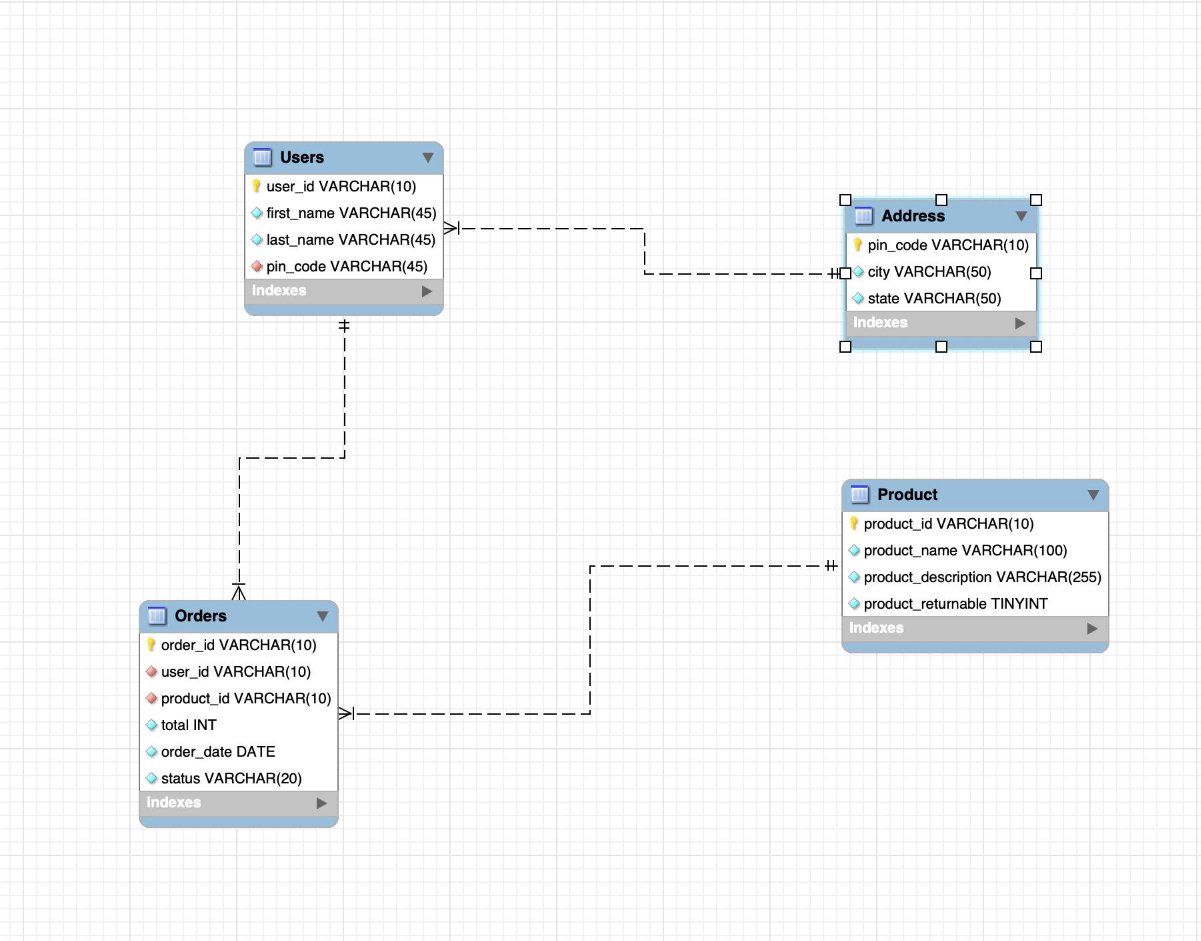 Users
user_id VARCHAR(10)
first_name VARCHAR(45)
last_name VARCHAR(45)
pin_code VARCHAR(45)
Indexes
Address
pin_code VARCHAR(10)
city VARCHAR(50)
state VARCHAR(50)
Indexes
Product
product_id VARCHAR(10)
product_name VARCHAR(100)
product_description VARCHAR(255)
product_returnable TINYINT
Indexes
Orders
order_id VARCHAR(10)
user_id VARCHAR(10)
product_id VARCHAR(10)
total INT
order_date DATE
status VARCHAR(20)
Indexes